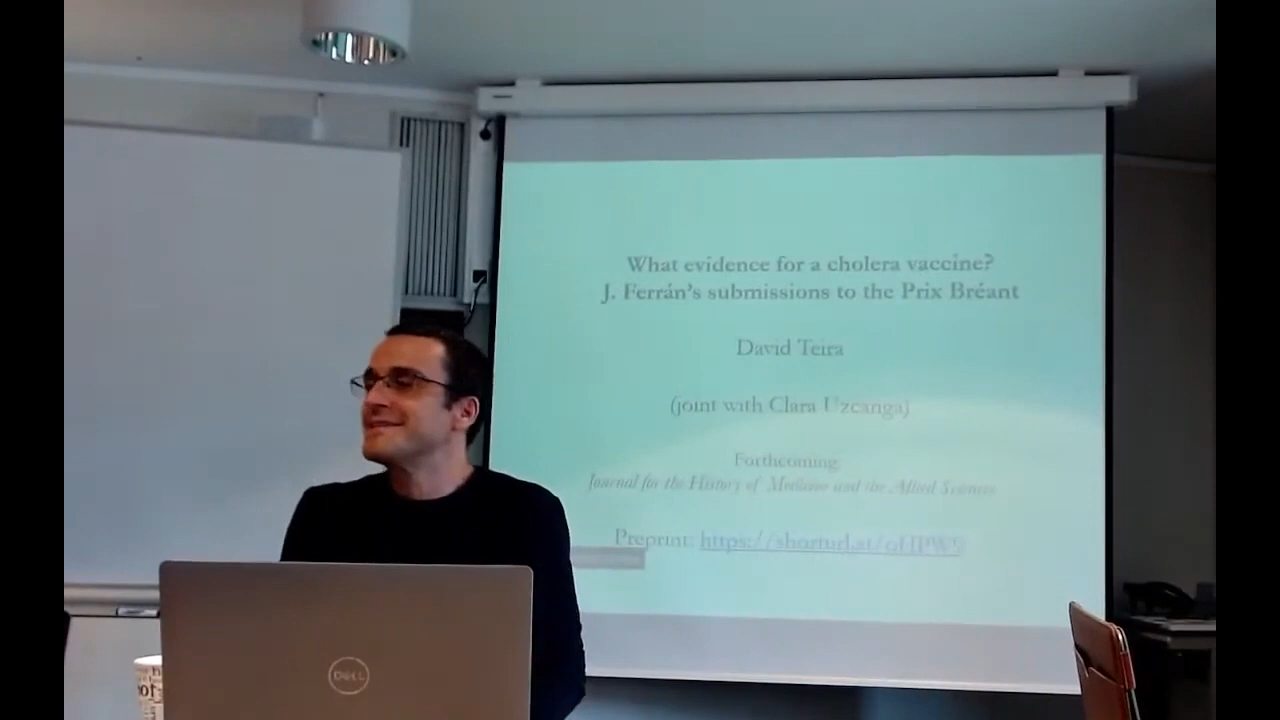 What evidence for a cholera vaccine?
J. Ferrán's submissions to the Prix Bréant
David Teira
(joint with Clara Uzcanga)
Forthcoming
Journal for the History of Medicine and the Allied Sciences
Preprint:
DELL